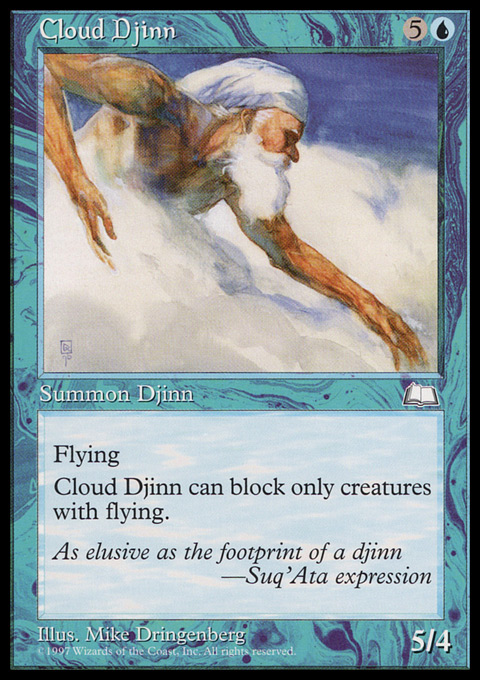 Cloud Djinn 5
Summon Djinn
Flying
Cloud Djinn can block only creatures
with flying.
As elusive as the footprint of a djinn
—Suq'Ata expression
Illus. Mike Dringenberg
©1997 Wizards of the Coast, Inc. All rights reserved.
5/4